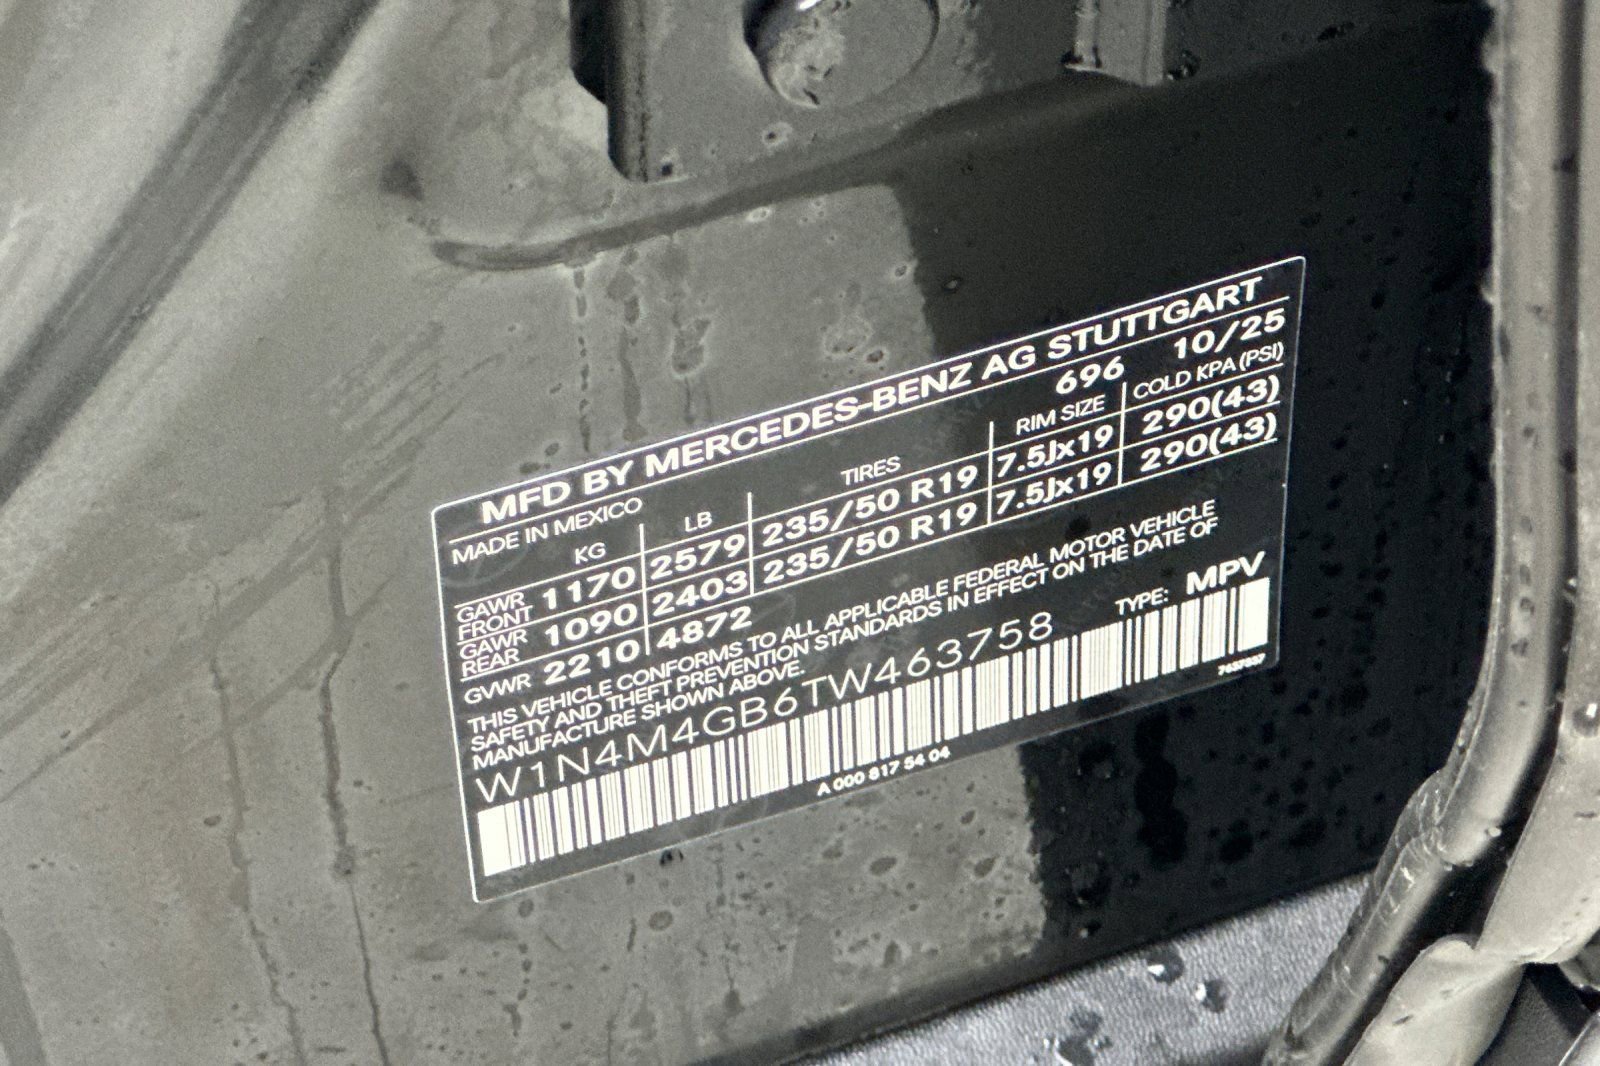 MFD BY MERCEDES-BENZ AG STUTTGART
MADE IN MEXICO 696 10/25
KG LB TIRES RIM SIZE COLD KPA (PSI)
GAWR FRONT 1170 2579 235/50 R19 7.5Jx19 290(43)
GAWR REAR 1090 2403 235/50 R19 7.5Jx19 290(43)
GVWR 2210 4872
THIS VEHICLE CONFORMS TO ALL APPLICABLE FEDERAL MOTOR VEHICLE
SAFETY AND THEFT PREVENTION STANDARDS IN EFFECT ON THE DATE OF
MANUFACTURE SHOWN ABOVE.
TYPE: MPV
W1N4M4GB6TW463758
A 000 817 54 04